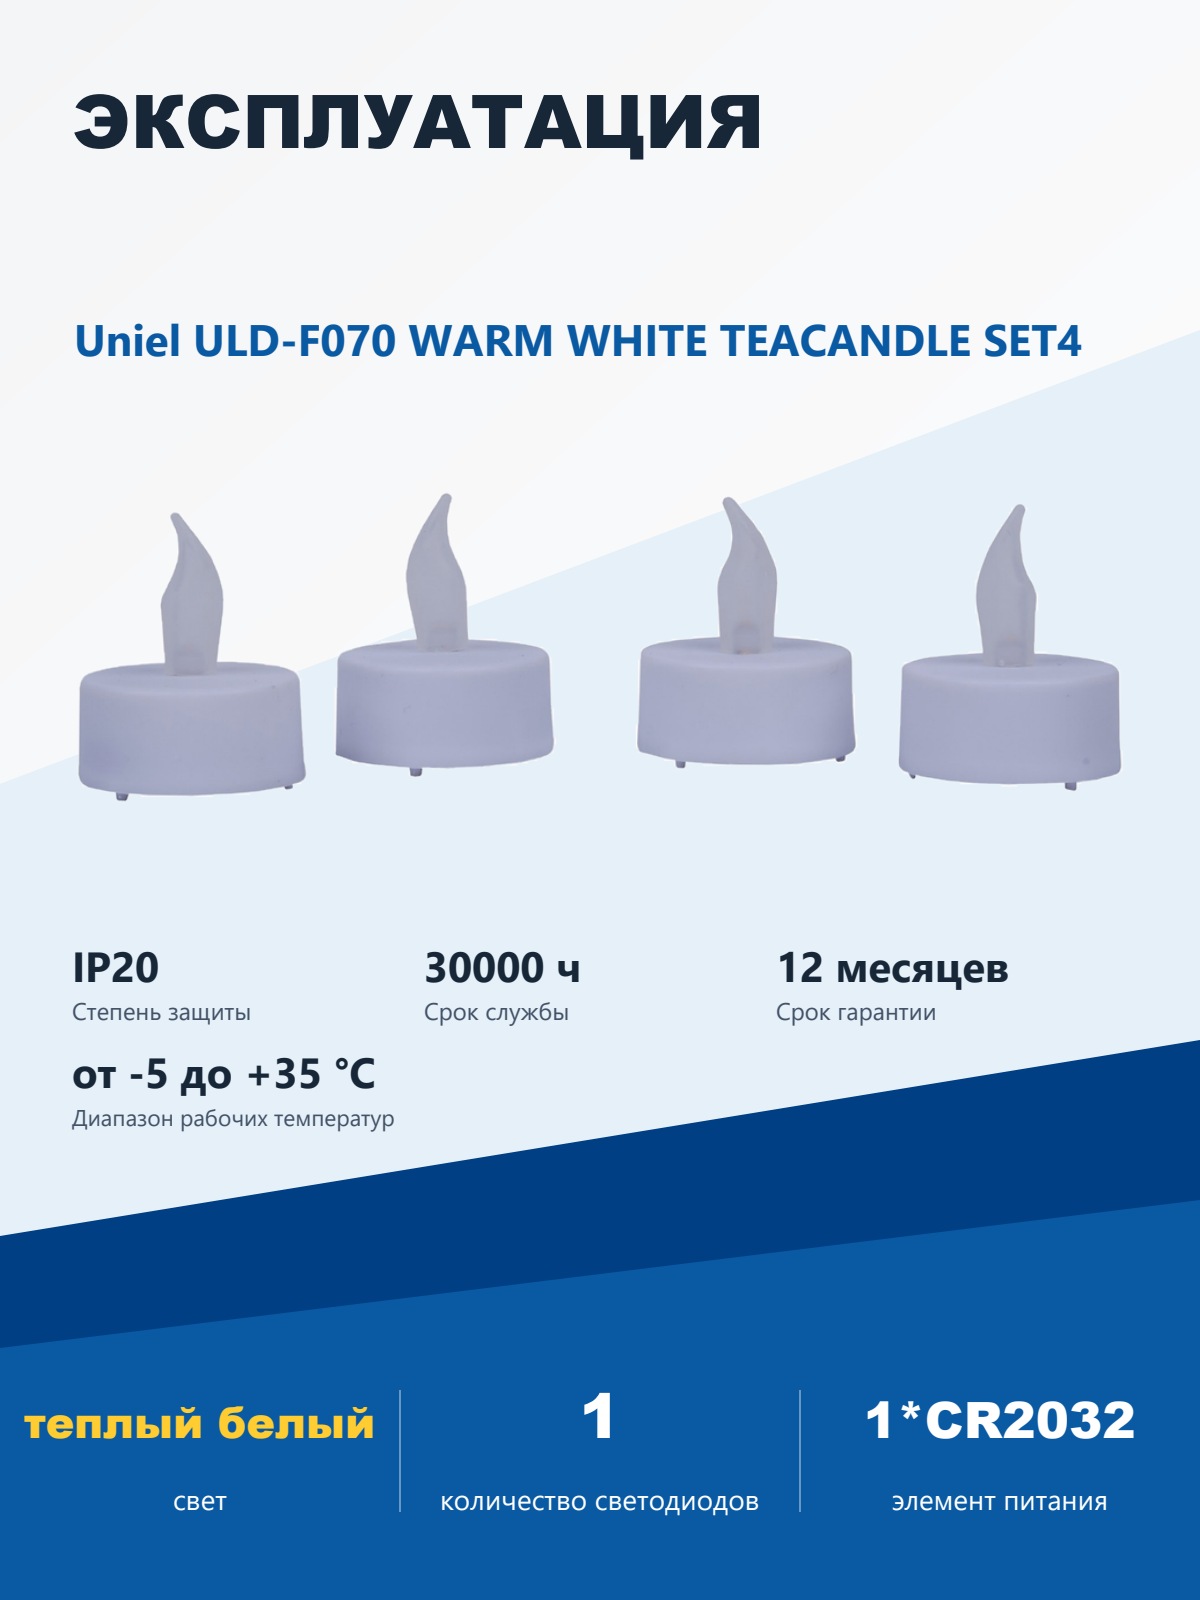 ЭКСПЛУАТАЦИЯ
Uniel ULD-F070 WARM WHITE TEACANDLE SET4
IP20
Степень защиты
30000 ч
Срок службы
12 месяцев
Срок гарантии
от -5 до +35 °C
Диапазон рабочих температур
теплый белый
свет
1
количество светодиодов
1*CR2032
элемент питания